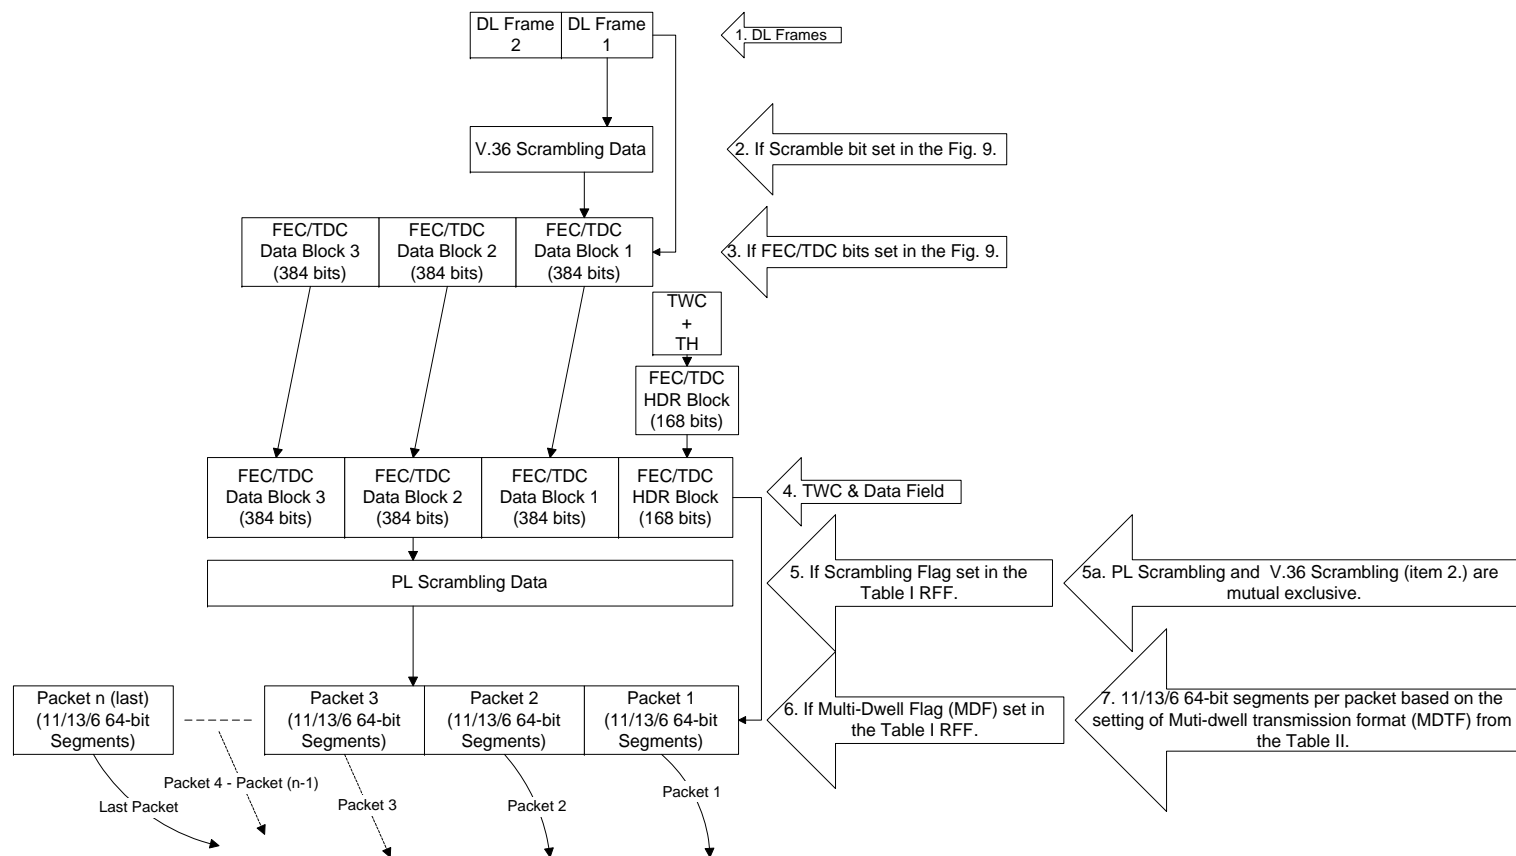 DL Frame
2
DL Frame
1
1. DL Frames
V.36 Scrambling Data
2. If Scramble bit set in the Fig. 9.
FEC/TDC
Data Block 3
(384 bits)
FEC/TDC
Data Block 2
(384 bits)
FEC/TDC
Data Block 1
(384 bits)
3. If FEC/TDC bits set in the Fig. 9.
TWC
+
TH
FEC/TDC
HDR Block
(168 bits)
FEC/TDC
Data Block 3
(384 bits)
FEC/TDC
Data Block 2
(384 bits)
FEC/TDC
Data Block 1
(384 bits)
FEC/TDC
HDR Block
(168 bits)
4. TWC & Data Field
PL Scrambling Data
5. If Scrambling Flag set in the
Table I RFF.
5a. PL Scrambling and V.36 Scrambling (item 2.) are
mutual exclusive.
Packet n (last)
(11/13/6 64-bit
Segments)
Packet 3
(11/13/6 64-bit
Segments)
Packet 2
(11/13/6 64-bit
Segments)
Packet 1
(11/13/6 64-bit
Segments)
6. If Multi-Dwell Flag (MDF) set in
the Table I RFF.
7. 11/13/6 64-bit segments per packet based on the
setting of Muti-dwell transmission format (MDTF) from
the Table II.
Last Packet
Packet 4 - Packet (n-1)
Packet 3
Packet 2
Packet 1